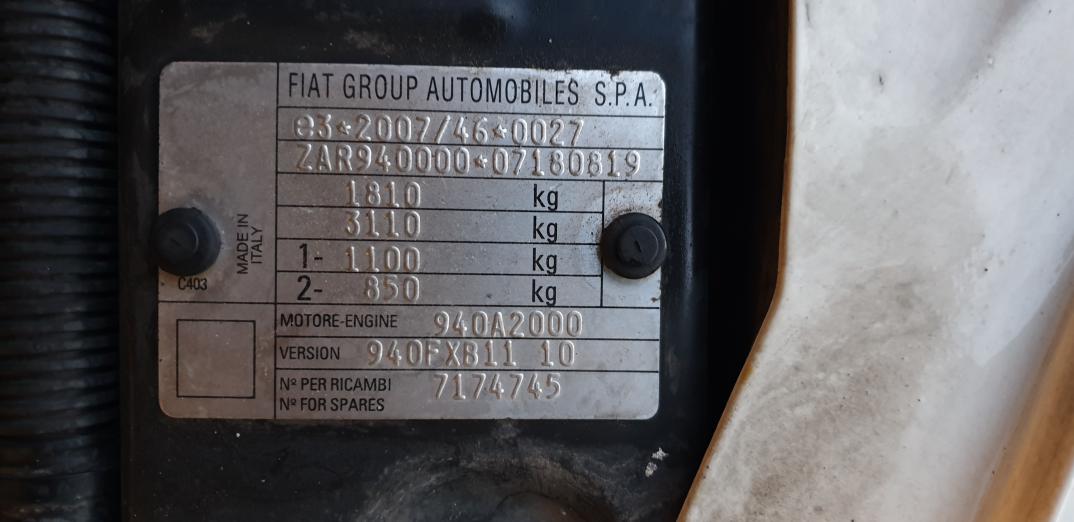 FIAT GROUP AUTOMOBILES S.P.A.
e3*2007/46*0027
ZAR940000*07180819
1810 kg
3110 kg
1- 1100 kg
2- 850 kg
MADE IN
ITALY
C403
MOTORE-ENGINE 940A2000
VERSION 940FXB11 10
Nº PER RICAMBI 7174745
Nº FOR SPARES